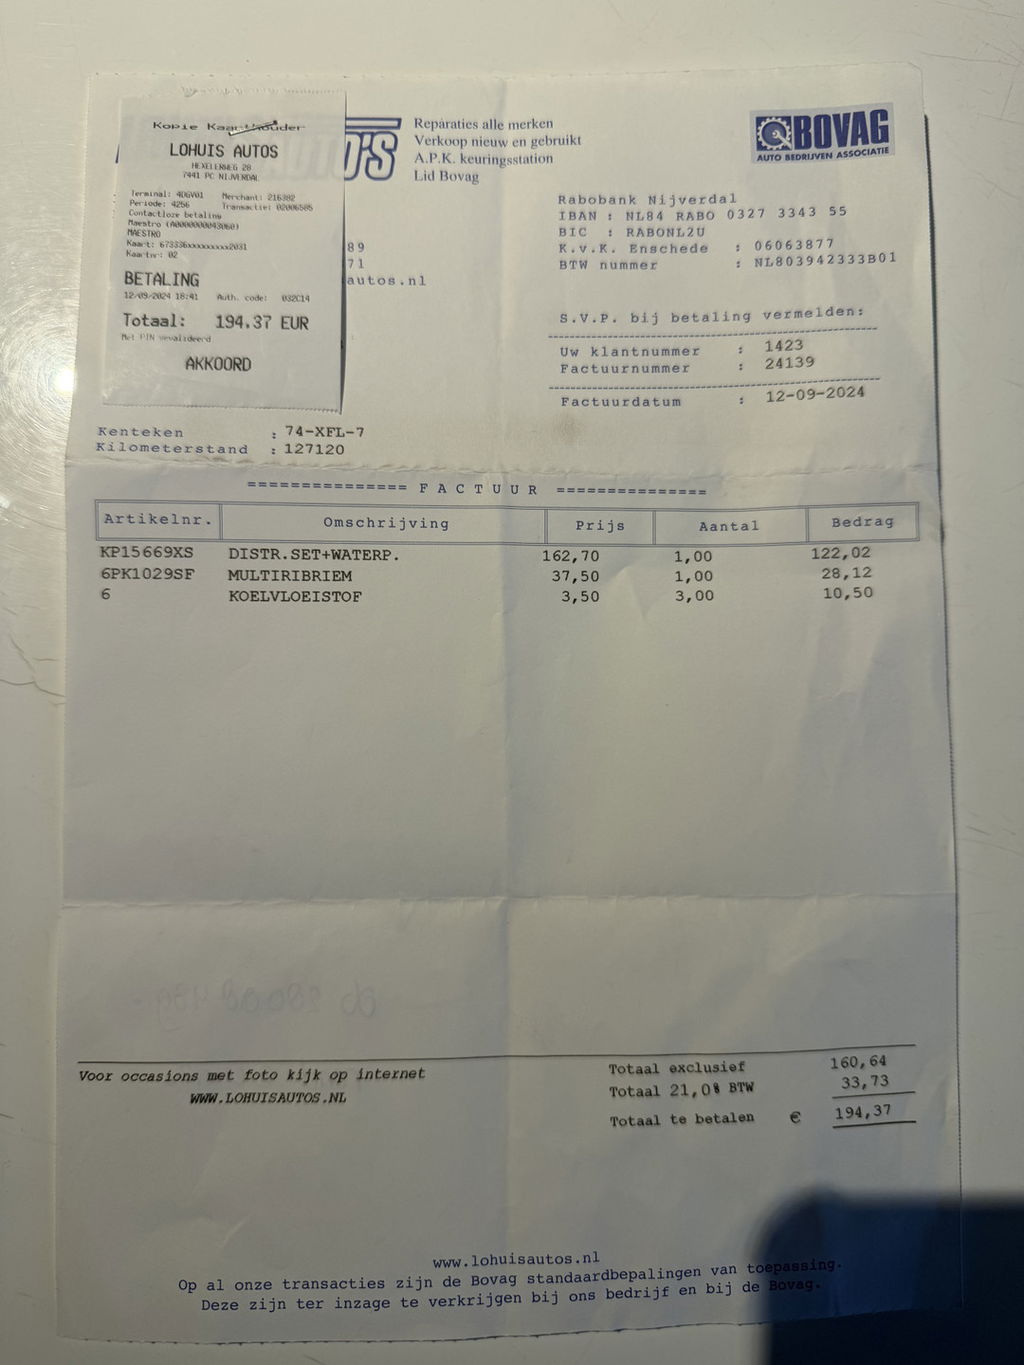 Kopie Kaarthouder
LOHUIS AUTOS
HEXELERWEG 28
7441 PC NIJVERDAL
Terminal: 4DGV01 Merchant: 216382
Periode: 4256 Transactie: 02006585
Contactloze betaling
Maestro (A0000000043060)
MAESTRO
Kaart: 673336xxxxxxxxx2031
Kaartnr: 02
BETALING
12/09/2024 18:41 Auth. code: 032C14
Totaal: 194.37 EUR
Met PIN gevalideerd
AKKOORD
Reparaties alle merken
Verkoop nieuw en gebruikt
A.P.K. keuringsstation
Lid Bovag
BOVAG
AUTO BEDRIJVEN ASSOCIATIE
89
71
autos.nl
Rabobank Nijverdal
IBAN : NL84 RABO 0327 3343 55
BIC : RABONL2U
K.v.K. Enschede : 06063877
BTW nummer : NL803942333B01
S.V.P. bij betaling vermelden:
Uw klantnummer : 1423
Factuurnummer : 24139
Factuurdatum : 12-09-2024
Kenteken : 74-XFL-7
Kilometerstand : 127120
=============== F A C T U U R ===============
Artikelnr. Omschrijving Prijs Aantal Bedrag
KP15669XS DISTR.SET+WATERP. 162,70 1,00 122,02
6PK1029SF MULTIRIBRIEM 37,50 1,00 28,12
6 KOELVLOEISTOF 3,50 3,00 10,50
Voor occasions met foto kijk op internet
WWW.LOHUISAUTOS.NL
Totaal exclusief 160,64
Totaal 21,0% BTW 33,73
Totaal te betalen € 194,37
www.lohuisautos.nl
Op al onze transacties zijn de Bovag standaardbepalingen van toepassing.
Deze zijn ter inzage te verkrijgen bij ons bedrijf en bij de Bovag.